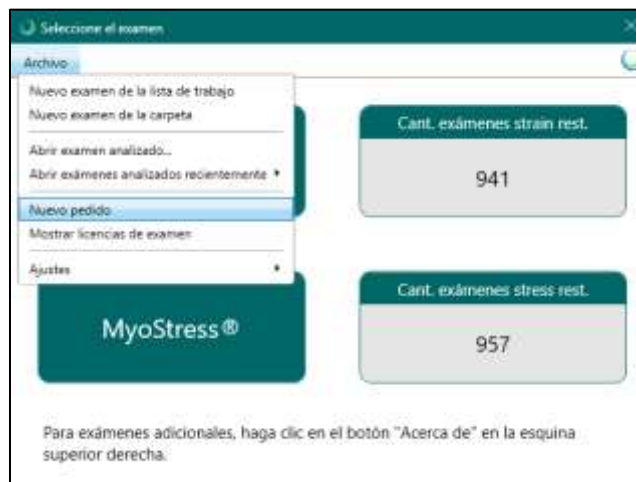 Seleccione el examen
Archivo
Nuevo examen de la lista de trabajo
Nuevo examen de la carpeta
Abrir examen analizado...
Abrir exámenes analizados recientemente
Nuevo pedido
Mostrar licencias de examen
Ajustes
Cant. exámenes strain rest.
941
MyoStress®
Cant. exámenes stress rest.
957
Para exámenes adicionales, haga clic en el botón "Acerca de" en la esquina
superior derecha.